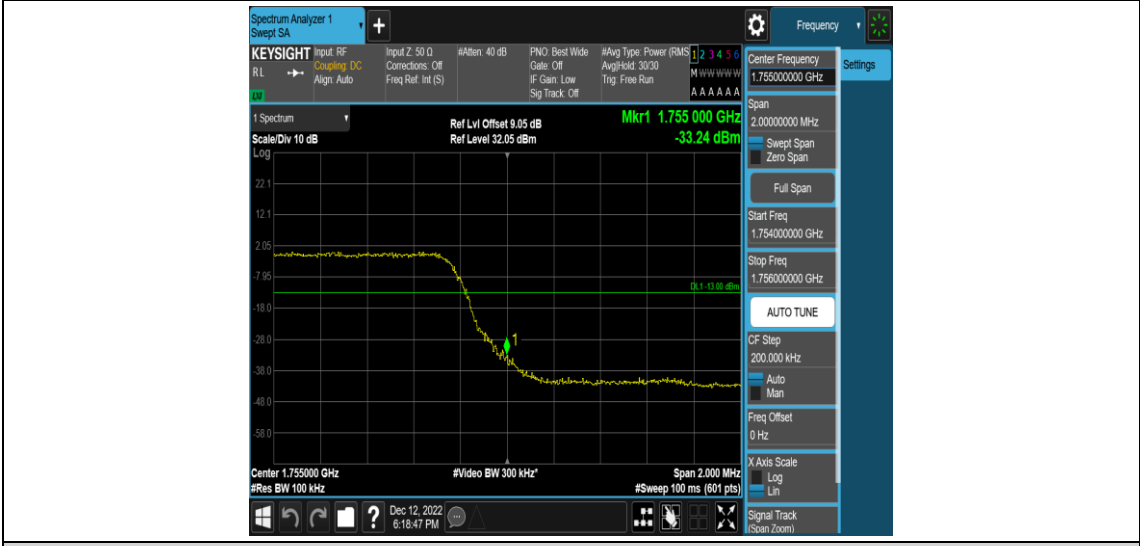 Spectrum Analyzer 1
Swept SA
+
Frequency
KEYSIGHT
RL
Input: RF
Coupling: DC
Align: Auto
Input Z: 50 Ω
Corrections: Off
Freq Ref: Int (S)
#Atten: 40 dB
PNO: Best Wide
Gate: Off
IF Gain: Low
Sig Track: Off
#Avg Type: Power (RMS
Avg|Hold: 30/30
Trig: Free Run
1 2 3 4 5 6
M W W W W W
A A A A A A
1 Spectrum
Scale/Div 10 dB
Log
Ref Lvl Offset 9.05 dB
Ref Level 32.05 dBm
Mkr1 1.755 000 GHz
-33.24 dBm
22.1
12.1
2.05
-7.95
DL1 -13.00 dBm
-18.0
-28.0
1
-38.0
-48.0
-58.0
Center 1.755000 GHz
#Res BW 100 kHz
#Video BW 300 kHz*
Span 2.000 MHz
#Sweep 100 ms (601 pts)
?
Dec 12, 2022
6:18:47 PM
Center Frequency
1.755000000 GHz
Settings
Span
2.00000000 MHz
Swept Span
Zero Span
Full Span
Start Freq
1.754000000 GHz
Stop Freq
1.756000000 GHz
AUTO TUNE
CF Step
200.000 kHz
Auto
Man
Freq Offset
0 Hz
X Axis Scale
Log
Lin
Signal Track
(Span Zoom)